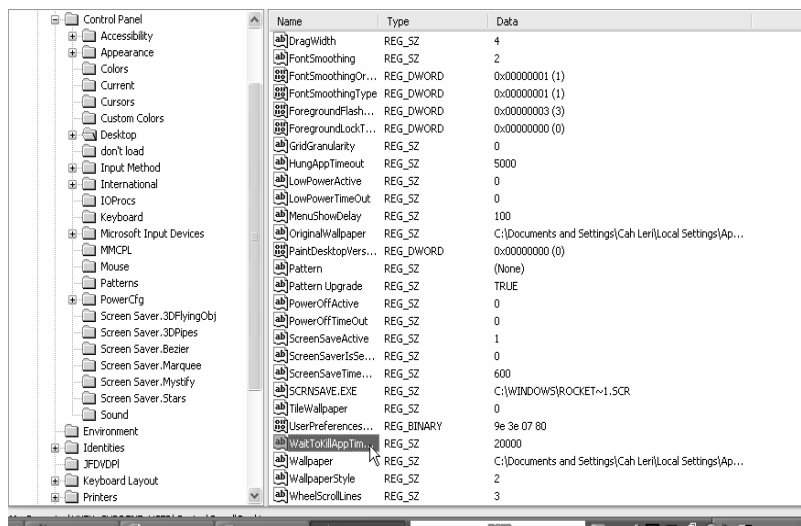 Control Panel
Accessibility
Appearance
Colors
Current
Cursors
Custom Colors
Desktop
don't load
Input Method
International
IOProcs
Keyboard
Microsoft Input Devices
MMCPL
Mouse
Patterns
PowerCfg
Screen Saver.3DFlyingObj
Screen Saver.3DPipes
Screen Saver.Bezier
Screen Saver.Marquee
Screen Saver.Mystify
Screen Saver.Stars
Sound
Environment
Identities
JFDVDPl
Keyboard Layout
Printers
Name Type Data
DragWidth REG_SZ 4
FontSmoothing REG_SZ 2
FontSmoothingOr... REG_DWORD 0x00000001 (1)
FontSmoothingType REG_DWORD 0x00000001 (1)
ForegroundFlash... REG_DWORD 0x00000003 (3)
ForegroundLockT... REG_DWORD 0x00000000 (0)
GridGranularity REG_SZ 0
HungAppTimeout REG_SZ 5000
LowPowerActive REG_SZ 0
LowPowerTimeOut REG_SZ 0
MenuShowDelay REG_SZ 100
OriginalWallpaper REG_SZ C:\Documents and Settings\Cah Leri\Local Settings\Ap...
PaintDesktopVers... REG_DWORD 0x00000000 (0)
Pattern REG_SZ (None)
Pattern Upgrade REG_SZ TRUE
PowerOffActive REG_SZ 0
PowerOffTimeOut REG_SZ 0
ScreenSaveActive REG_SZ 1
ScreenSaverIsSe... REG_SZ 0
ScreenSaveTime... REG_SZ 600
SCRNSAVE.EXE REG_SZ C:\WINDOWS\ROCKET~1.SCR
TileWallpaper REG_SZ 0
UserPreferences... REG_BINARY 9e 3e 07 80
WaitToKillAppTim... REG_SZ 20000
Wallpaper REG_SZ C:\Documents and Settings\Cah Leri\Local Settings\Ap...
WallpaperStyle REG_SZ 2
WheelScrollLines REG_SZ 3